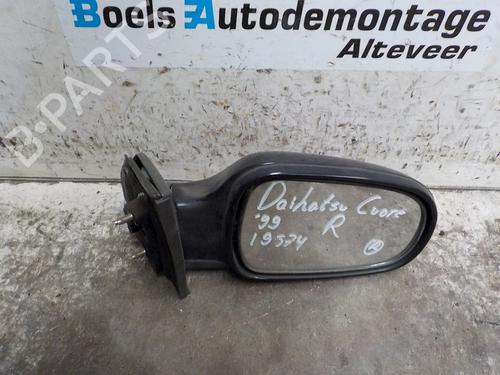 Boels Autodemontage
Alteveer
B-PARTS
Daihatsu Cuore
'99 R
19574